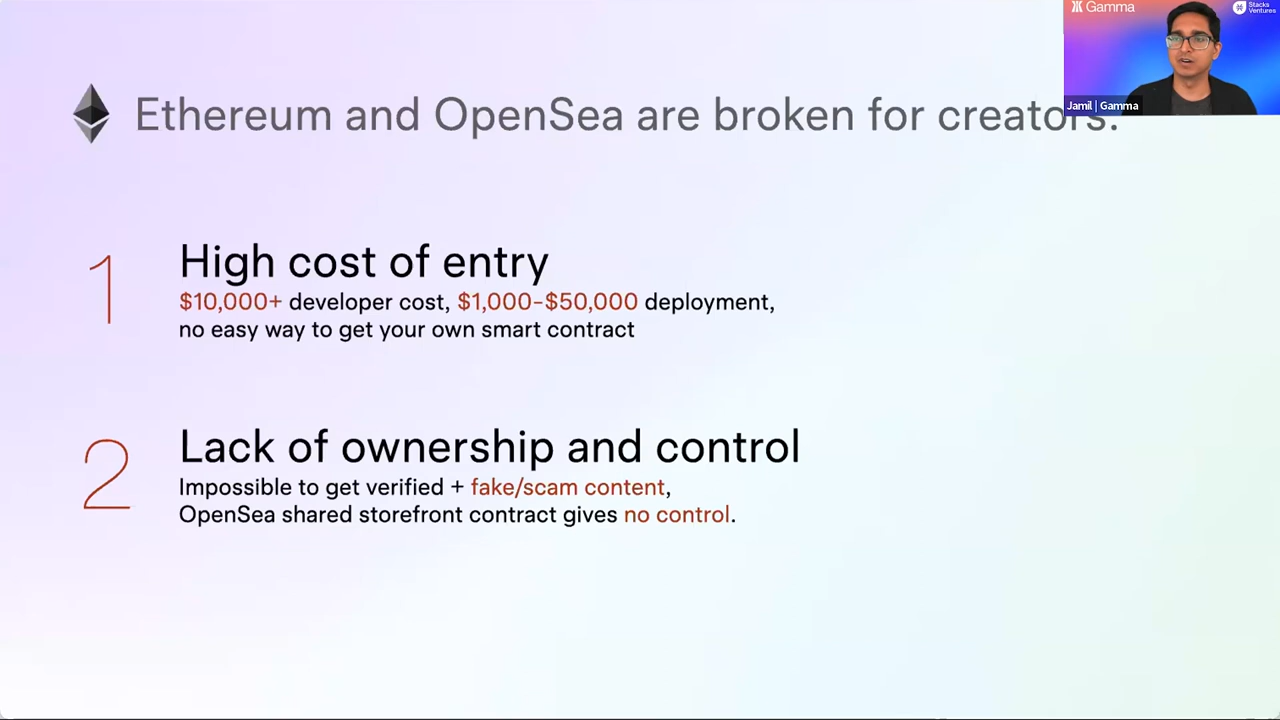 Gamma
Stacks
Ventures
Jamil | Gamma
Ethereum and OpenSea are broken for creators.
1
High cost of entry
$10,000+ developer cost, $1,000–$50,000 deployment,
no easy way to get your own smart contract
2
Lack of ownership and control
Impossible to get verified + fake/scam content,
OpenSea shared storefront contract gives no control.